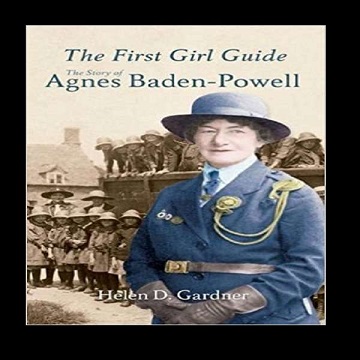 The First Girl Guide
The Story of
Agnes Baden-Powell
Helen D. Gardner